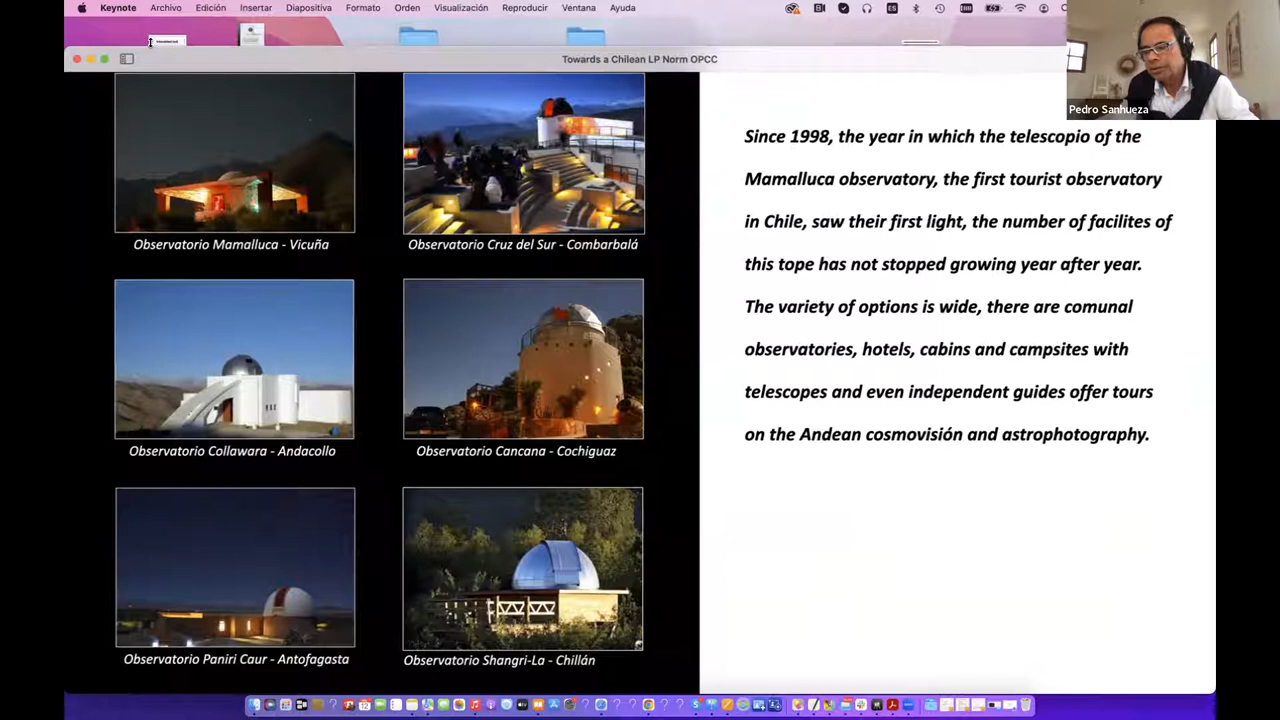 Keynote Archivo Edición Insertar Diapositiva Formato Orden Visualización Reproducir Ventana Ayuda
Towards a Chilean LP Norm OPCC
Pedro Sanhueza
Observatorio Mamalluca - Vicuña
Observatorio Cruz del Sur - Combarbalá
Observatorio Collawara - Andacollo
Observatorio Cancana - Cochiguaz
Observatorio Paniri Caur - Antofagasta
Observatorio Shangri-La - Chillán
Since 1998, the year in which the telescopio of the
Mamalluca observatory, the first tourist observatory
in Chile, saw their first light, the number of facilites of
this tope has not stopped growing year after year.
The variety of options is wide, there are comunal
observatories, hotels, cabins and campsites with
telescopes and even independent guides offer tours
on the Andean cosmovisión and astrophotography.